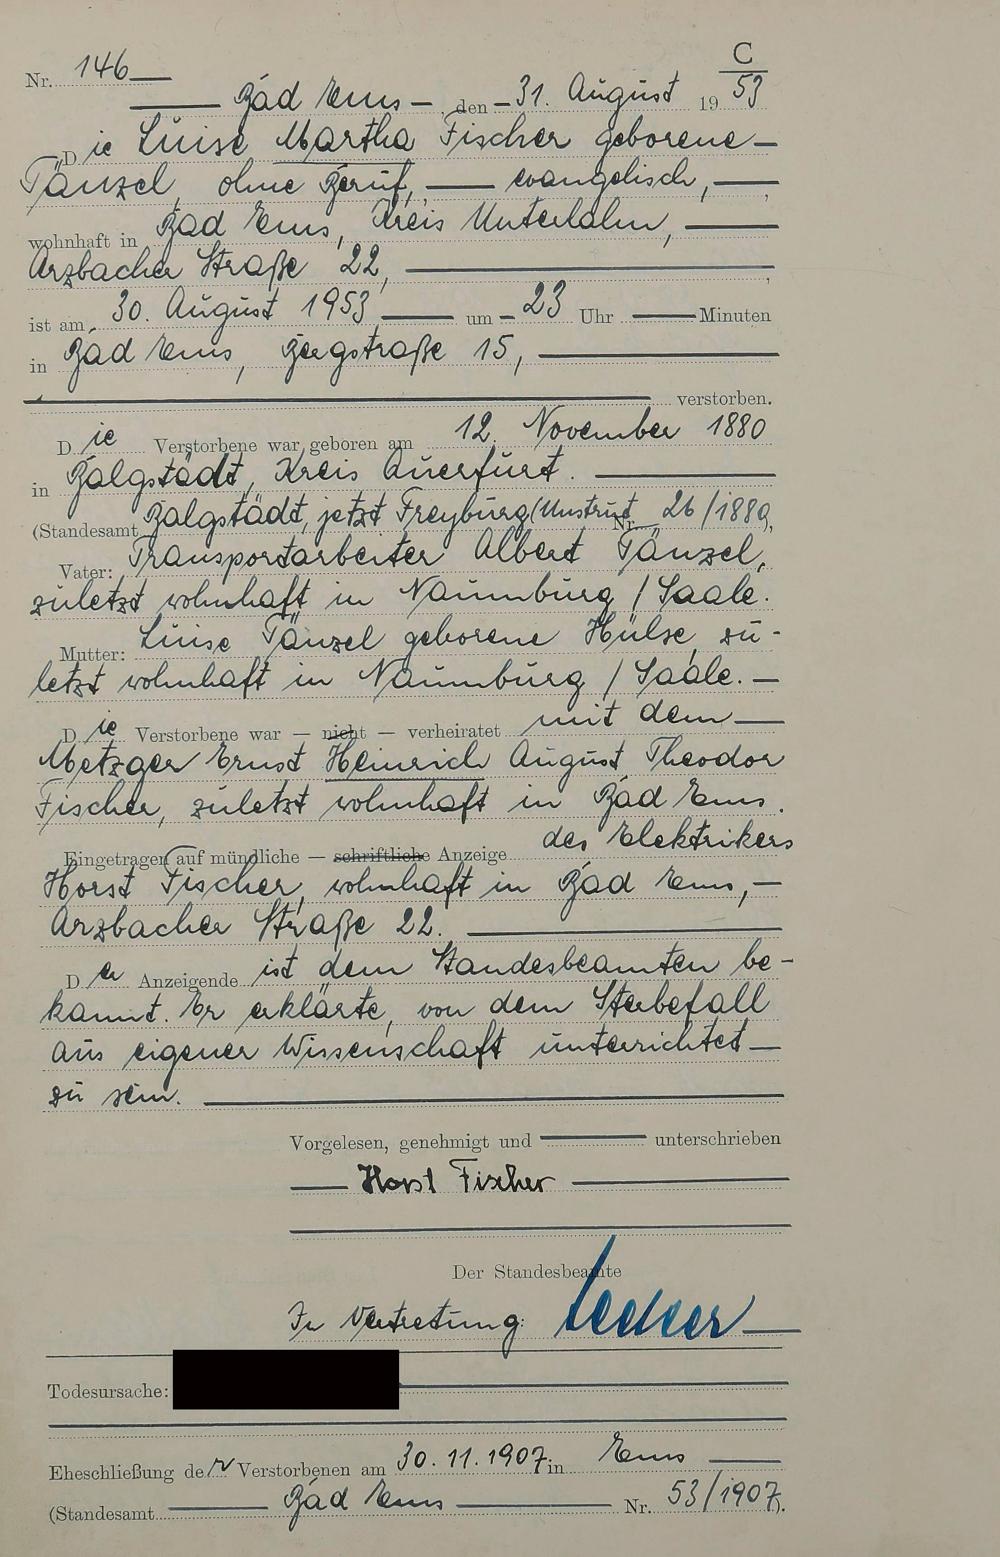 C
Nr. 146
Bad Ems, den 31. August 19 53
Die Luise Martha Fischer geborene
Tänzel, ohne Beruf, evangelisch,
wohnhaft in Bad Ems, Kreis Unterlahn,
Arzbacher Straße 22,
ist am 30. August 1953 um 23 Uhr Minuten
in Bad Ems, Bergstraße 15,
verstorben.
Die Verstorbene war geboren am 12. November 1880
in Balgstädt, Kreis Querfurt.
(Standesamt Balgstädt, jetzt Freyburg/Unstrut Nr. 26/1880,
Vater: Transportarbeiter Albert Tänzel,
zuletzt wohnhaft in Naumburg / Saale.
Mutter: Luise Tänzel geborene Hülse, zu-
letzt wohnhaft in Naumburg / Saale.
Die Verstorbene war — nicht — verheiratet mit dem
Metzger Ernst Heinrich August Theodor
Fischer, zuletzt wohnhaft in Bad Ems.
Eingetragen auf mündliche — schriftliche Anzeige des Elektrikers
Horst Fischer, wohnhaft in Bad Ems,
Arzbacher Straße 22.
Der Anzeigende ist dem Standesbeamten be-
kannt. Er erklärte, von dem Sterbefall
aus eigener Wissenschaft unterrichtet
zu sein.
Vorgelesen, genehmigt und unterschrieben
Horst Fischer
Der Standesbeamte
In Vertretung:
Todesursache:
Eheschließung der Verstorbenen am 30.11.1907 in Ems
(Standesamt Bad Ems Nr. 53/1907).